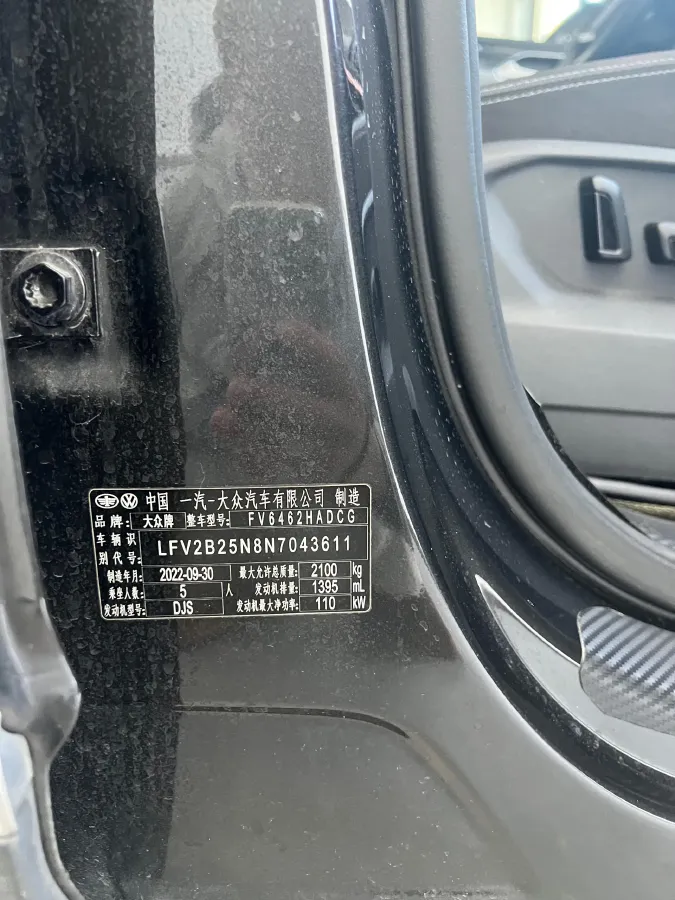 中国 一汽-大众汽车有限公司 制造
品牌: 大众牌 整车型号: FV6462HADCG
车辆识别代号: LFV2B25N8N7043611
制造年月: 2022-09-30 最大允许总质量: 2100 kg
乘坐人数: 5 人 发动机排量: 1395 mL
发动机型号: DJS 发动机最大净功率: 110 kW